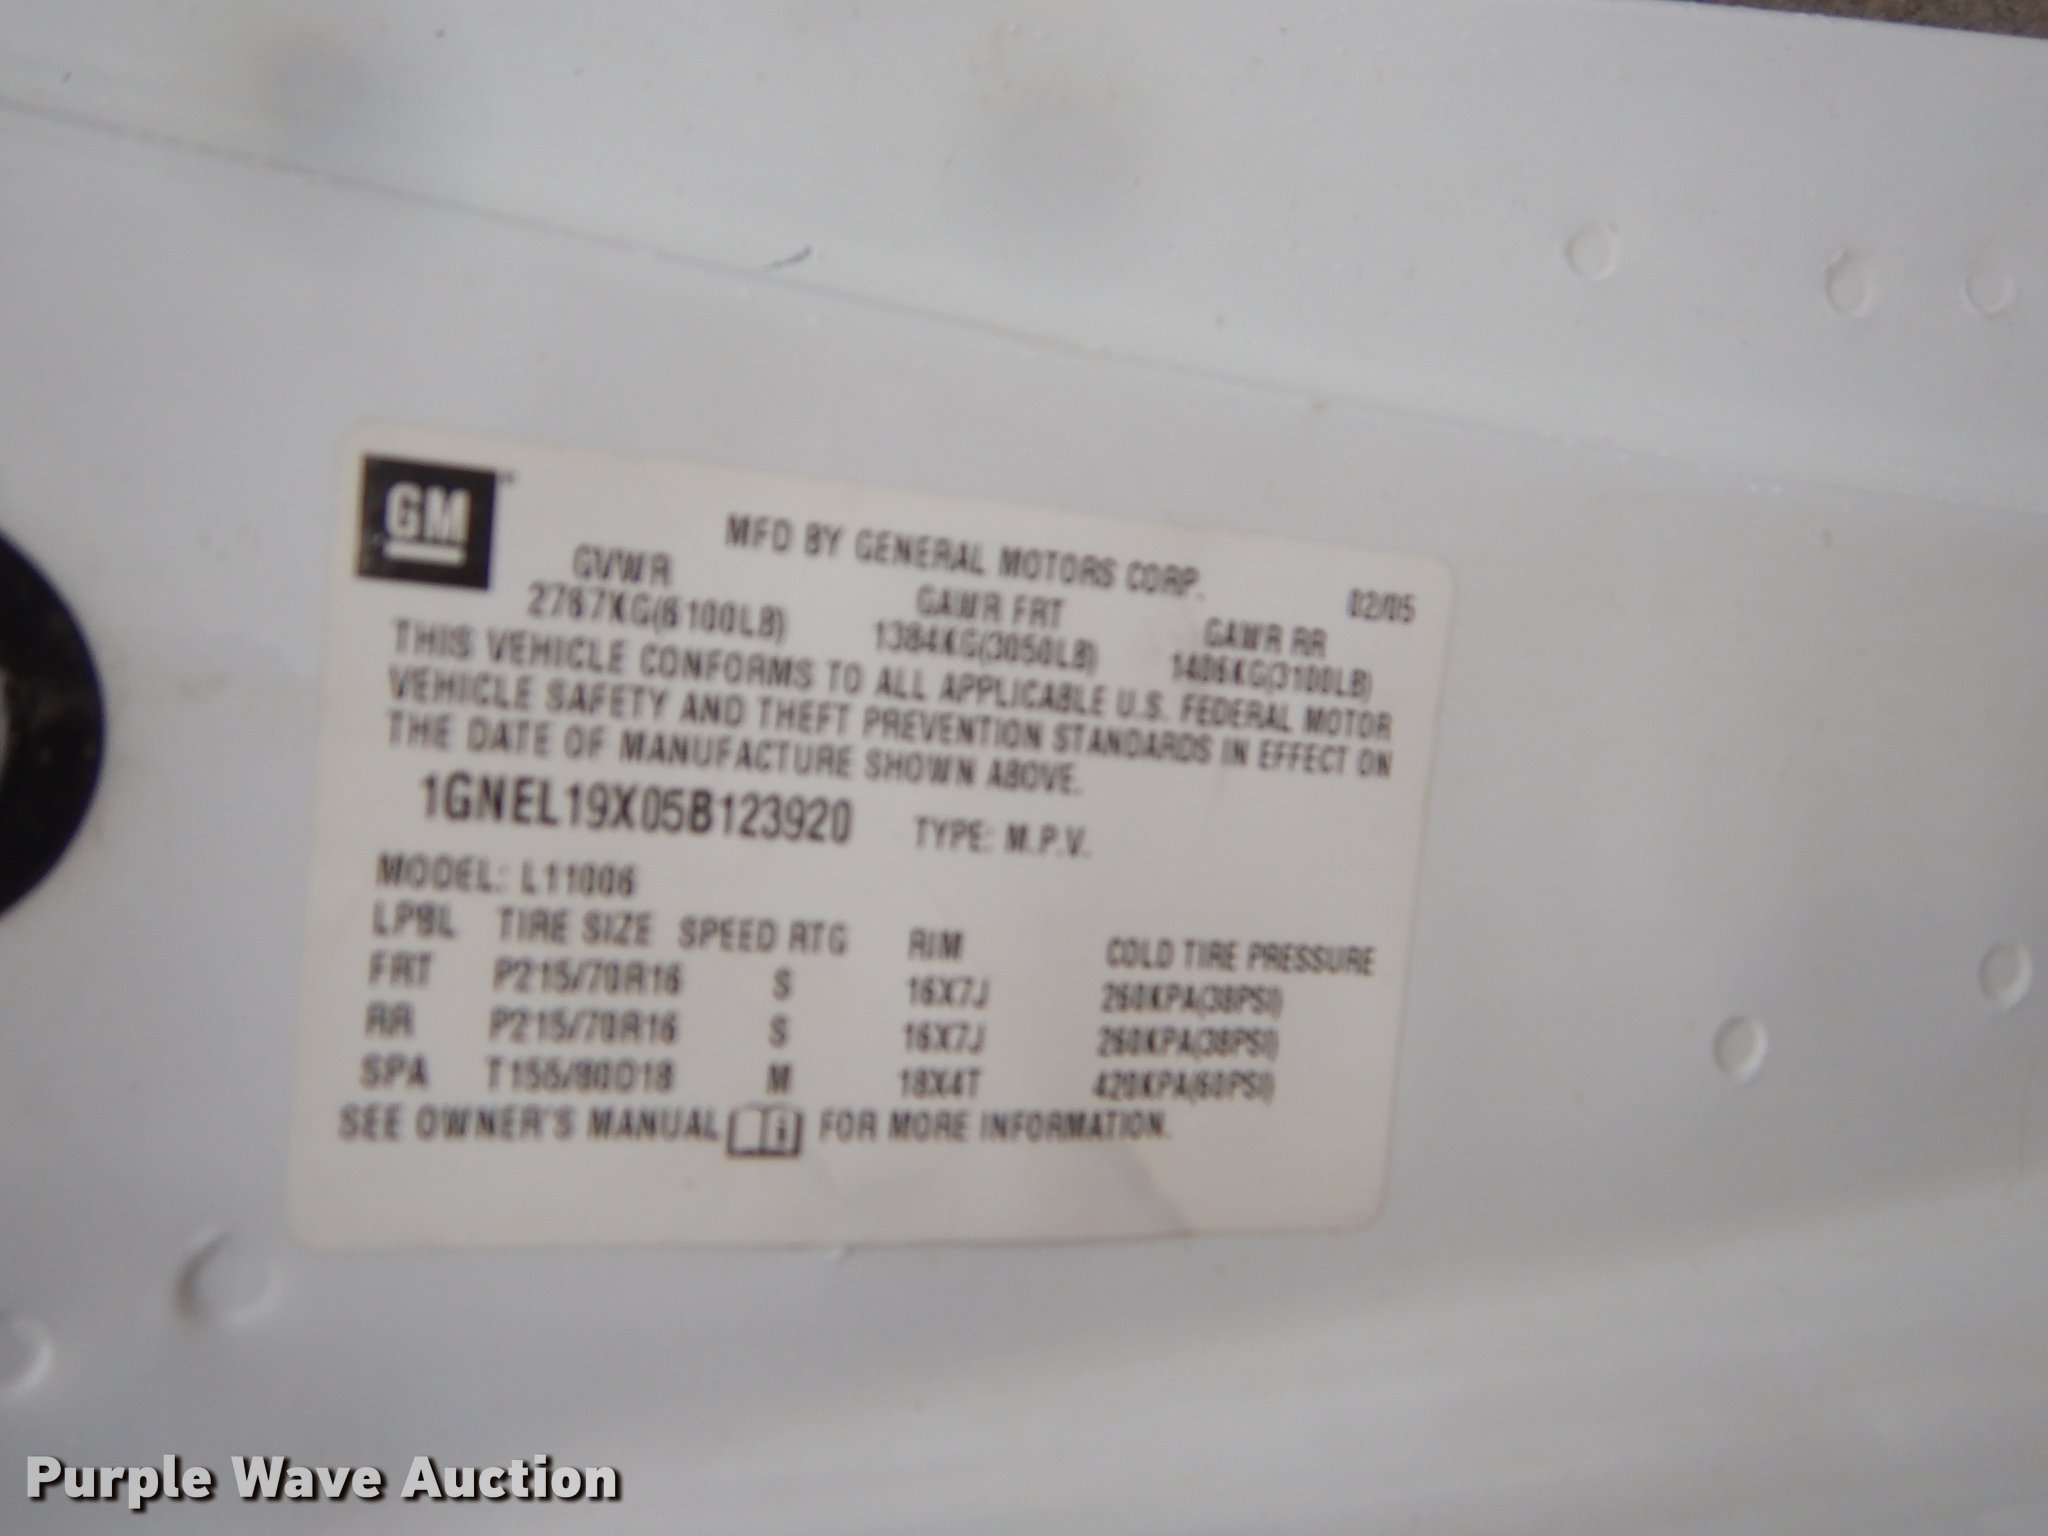 GM
MFD BY GENERAL MOTORS CORP.
02/05
GVWR GAWR FRT GAWR RR
2767KG(6100LB) 1384KG(3050LB) 1406KG(3100LB)
THIS VEHICLE CONFORMS TO ALL APPLICABLE U.S. FEDERAL MOTOR
VEHICLE SAFETY AND THEFT PREVENTION STANDARDS IN EFFECT ON
THE DATE OF MANUFACTURE SHOWN ABOVE.
1GNEL19X05B123920 TYPE: M.P.V.
MODEL: L11006
LPBL TIRE SIZE SPEED RTG RIM COLD TIRE PRESSURE
FRT P215/70R16 S 16X7J 260KPA(38PSI)
RR P215/70R16 S 16X7J 260KPA(38PSI)
SPA T155/80D18 M 18X4T 420KPA(60PSI)
SEE OWNER'S MANUAL FOR MORE INFORMATION.
Purple Wave Auction